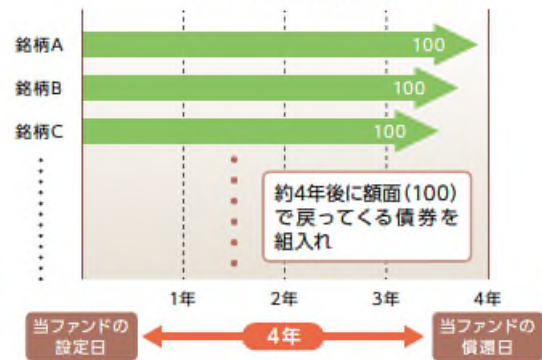 銘柄A
100
銘柄B
100
銘柄C
100
約4年後に額面(100)
で戻ってくる債券を
組入れ
1年
2年
3年
4年
当ファンドの
設定日
4年
当ファンドの
償還日